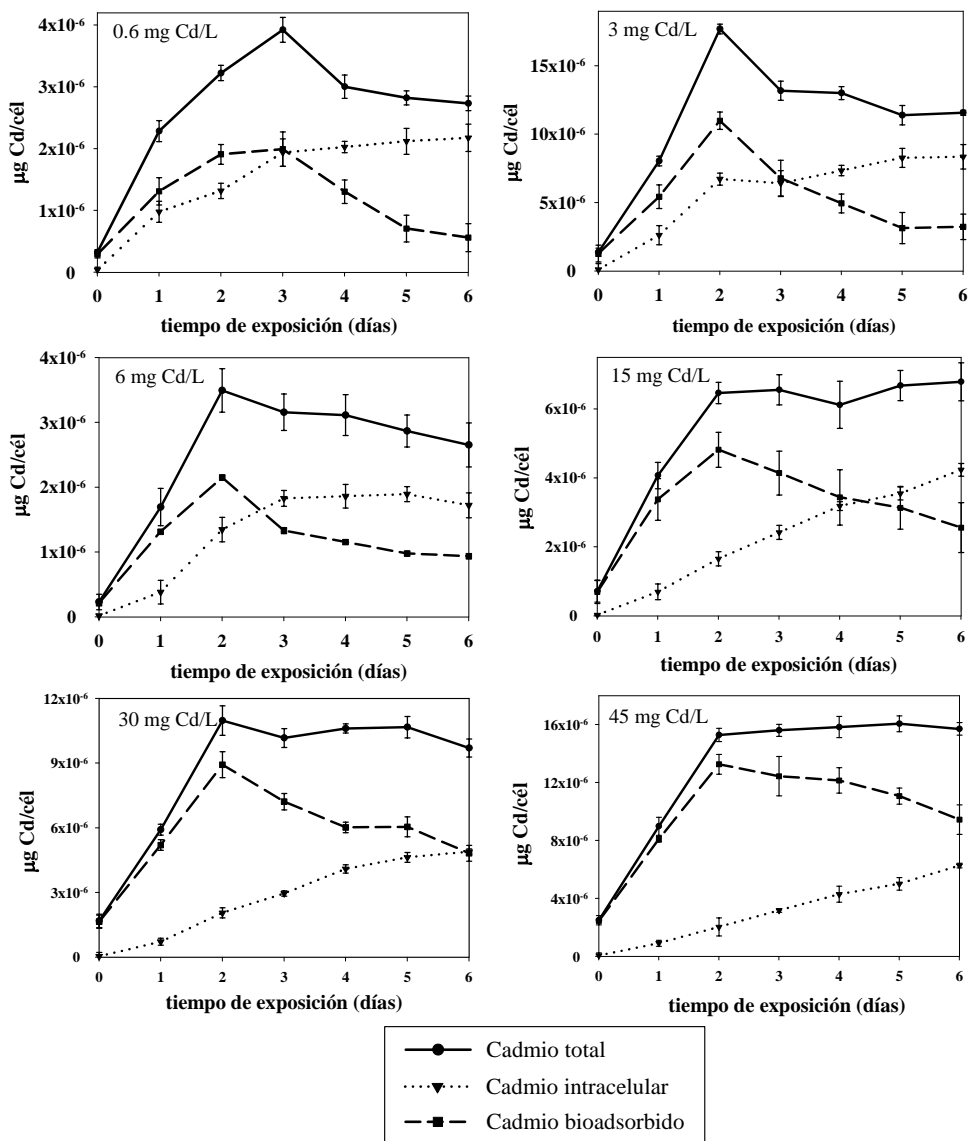 0.6 mg Cd/L
4x10-6
3x10-6
2x10-6
1x10-6
0
µg Cd/cél
0 1 2 3 4 5 6
tiempo de exposición (días)
3 mg Cd/L
15x10-6
10x10-6
5x10-6
0
µg Cd/cél
0 1 2 3 4 5 6
tiempo de exposición (días)
6 mg Cd/L
4x10-6
3x10-6
2x10-6
1x10-6
0
µg Cd/cél
0 1 2 3 4 5 6
tiempo de exposición (días)
15 mg Cd/L
6x10-6
4x10-6
2x10-6
0
µg Cd/cél
0 1 2 3 4 5 6
tiempo de exposición (días)
30 mg Cd/L
12x10-6
9x10-6
6x10-6
3x10-6
0
µg Cd/cél
0 1 2 3 4 5 6
tiempo de exposición (días)
45 mg Cd/L
16x10-6
12x10-6
8x10-6
4x10-6
0
µg Cd/cél
0 1 2 3 4 5 6
tiempo de exposición (días)
Cadmio total
Cadmio intracelular
Cadmio bioadsorbido